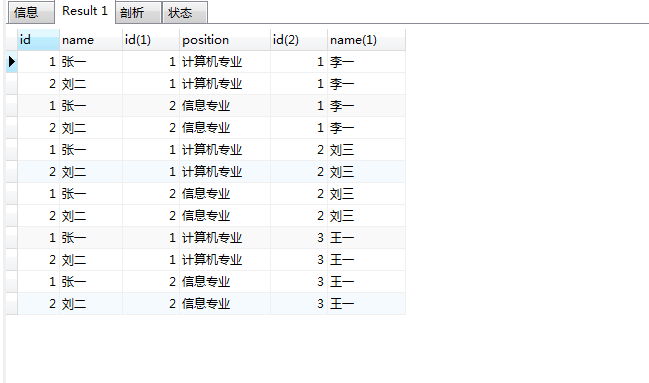 信息 Result 1 剖析 状态
id name id(1) position id(2) name(1)
1 张一 1 计算机专业 1 李一
2 刘二 1 计算机专业 1 李一
1 张一 2 信息专业 1 李一
2 刘二 2 信息专业 1 李一
1 张一 1 计算机专业 2 刘三
2 刘二 1 计算机专业 2 刘三
1 张一 2 信息专业 2 刘三
2 刘二 2 信息专业 2 刘三
1 张一 1 计算机专业 3 王一
2 刘二 1 计算机专业 3 王一
1 张一 2 信息专业 3 王一
2 刘二 2 信息专业 3 王一